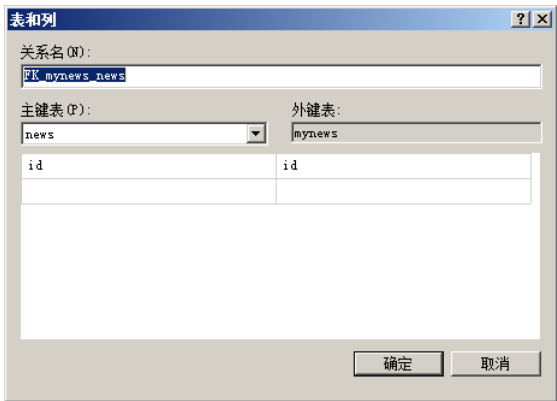 表和列
关系名(N):
FK_mynews_news
主键表(P):
外键表:
news
mynews
id
id
确定
取消